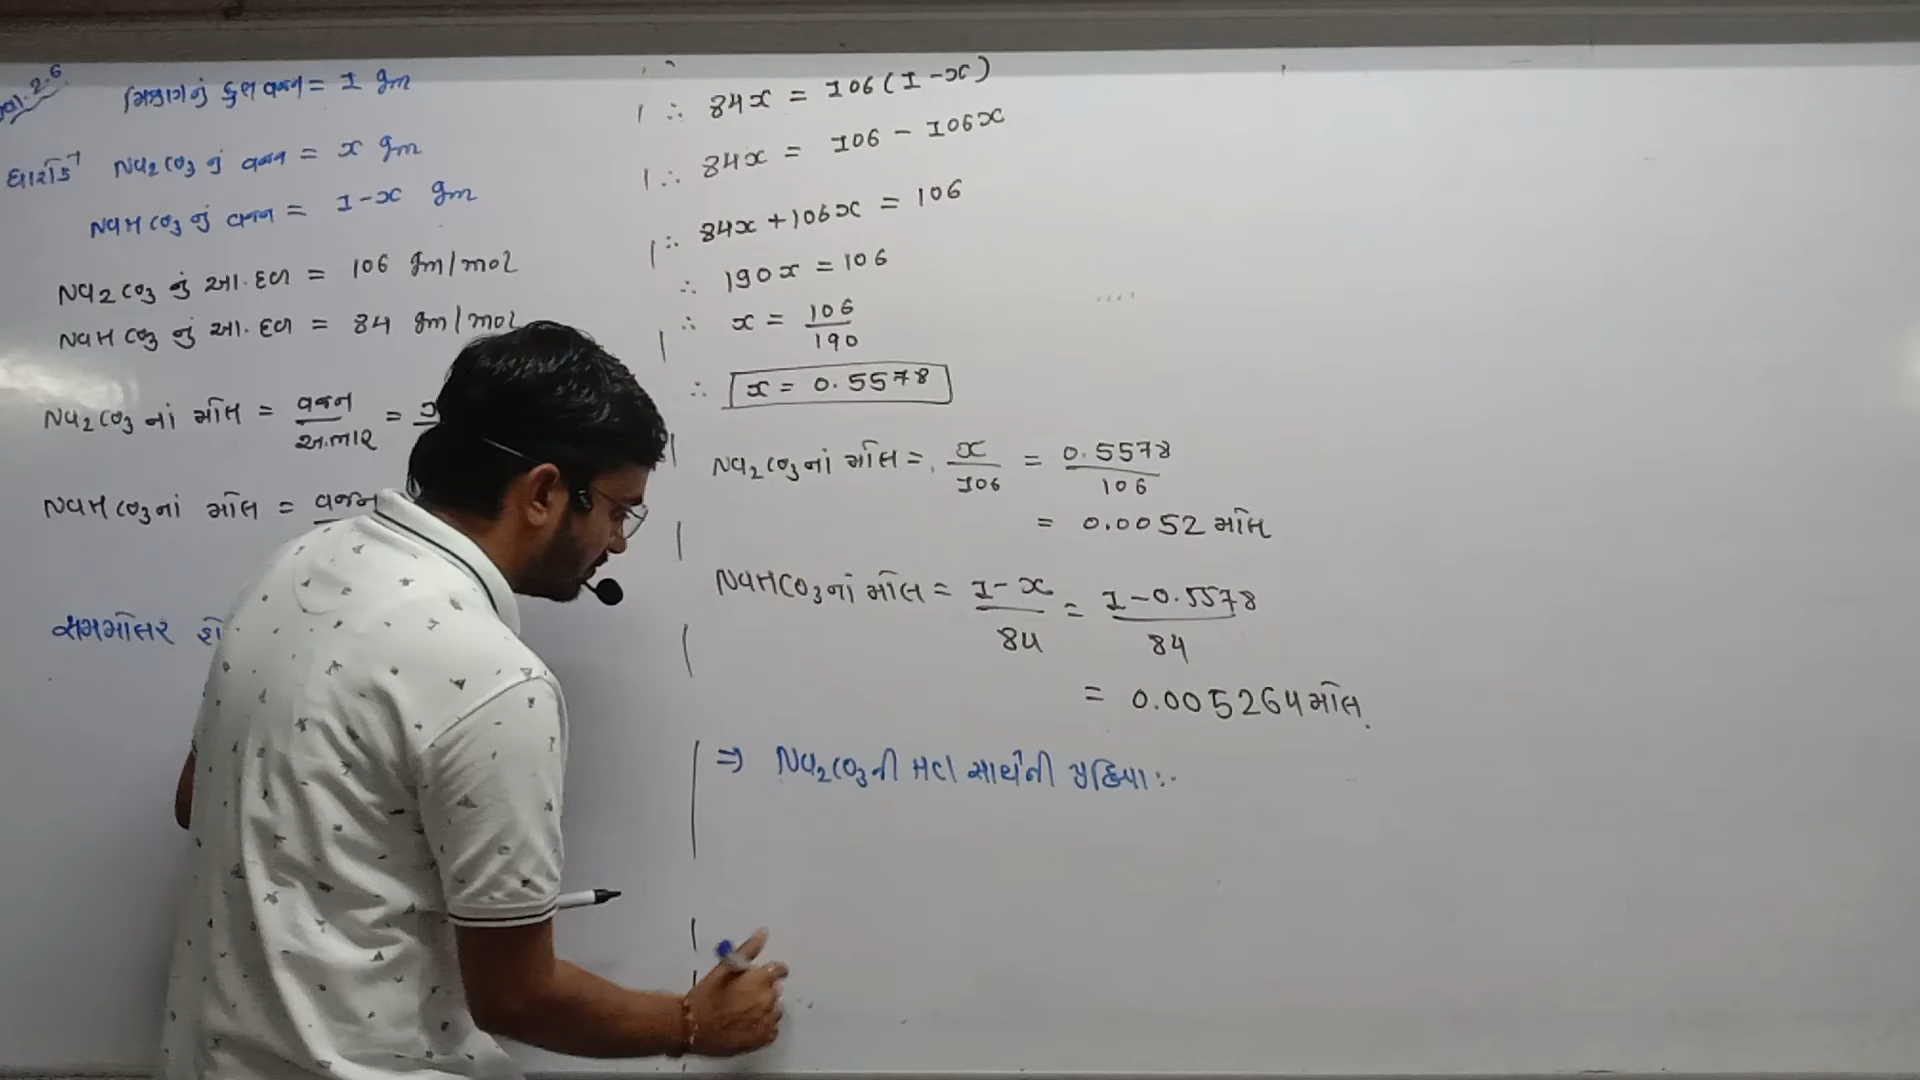 2.6
મિશ્રણનું કુલ વજન = 1 gm
ધારોકે Na2CO3 નું વજન = x gm
NaHCO3 નું વજન = 1-x gm
Na2CO3 નું આ.દળ = 106 gm/mol
NaHCO3 નું આ.દળ = 84 gm/mol
Na2CO3 નાં મોલ = વજન / અ.ભાર =
NaHCO3 નાં મોલ = વજન
સમમોલર
∴ 84x = 106(1-x)
∴ 84x = 106 - 106x
∴ 84x + 106x = 106
∴ 190x = 106
∴ x = 106/190
∴ x = 0.5578
Na2CO3 નાં મોલ = x/106 = 0.5578/106
= 0.0052 મોલ
NaHCO3 નાં મોલ = 1-x/84 = 1-0.5578/84
= 0.005264 મોલ.
⇒ Na2CO3 ની HCl સાથેની પ્રક્રિયા :-